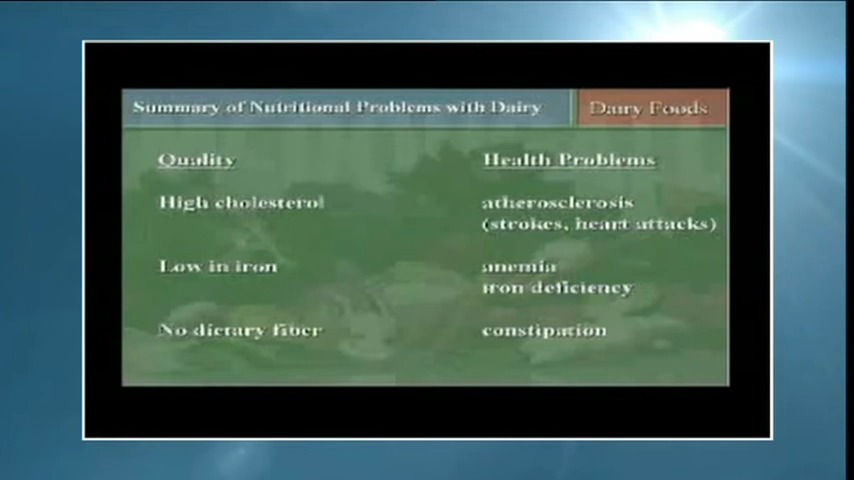 Summary of Nutritional Problems with Dairy
Dairy Foods
Quality
Health Problems
High cholesterol
atherosclerosis
(strokes, heart attacks)
Low in iron
anemia
iron deficiency
No dietary fiber
constipation